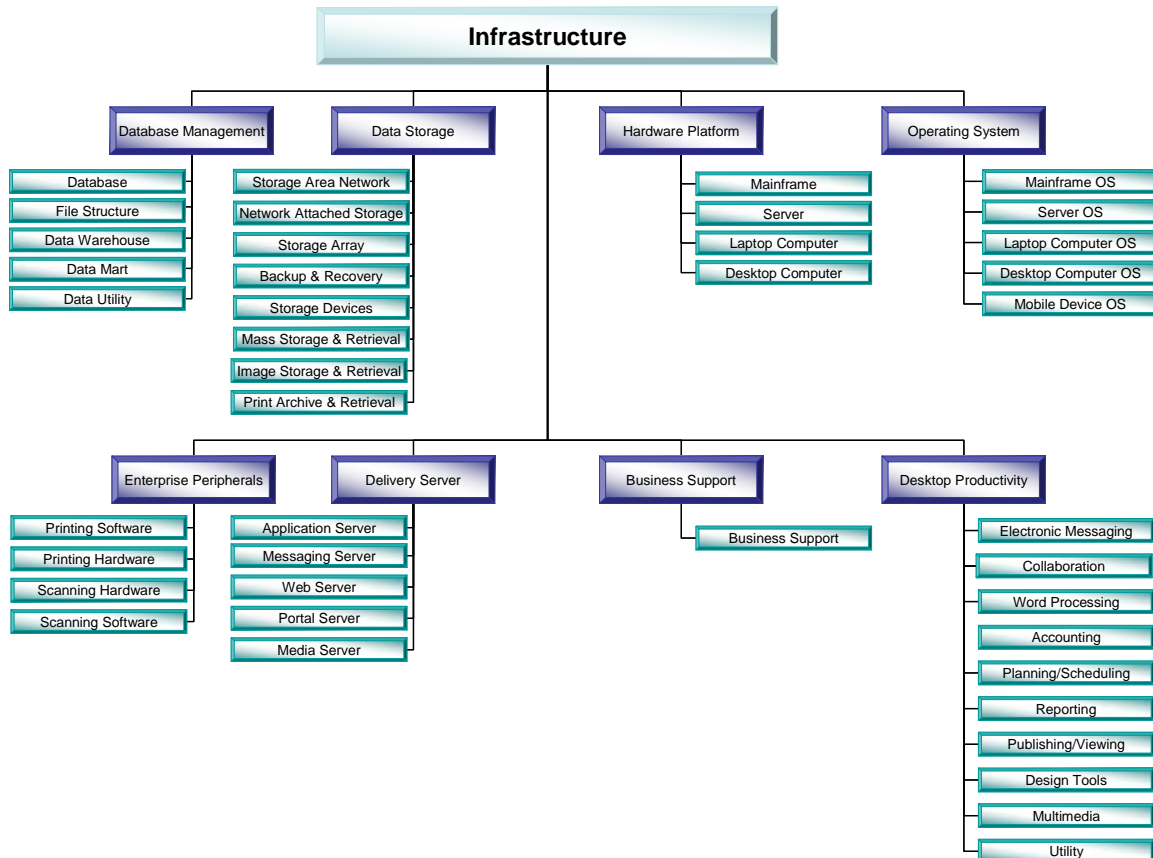 Infrastructure
Database Management
Data Storage
Hardware Platform
Operating System
Database
File Structure
Data Warehouse
Data Mart
Data Utility
Storage Area Network
Network Attached Storage
Storage Array
Backup & Recovery
Storage Devices
Mass Storage & Retrieval
Image Storage & Retrieval
Print Archive & Retrieval
Mainframe
Server
Laptop Computer
Desktop Computer
Mainframe OS
Server OS
Laptop Computer OS
Desktop Computer OS
Mobile Device OS
Enterprise Peripherals
Delivery Server
Business Support
Desktop Productivity
Printing Software
Printing Hardware
Scanning Hardware
Scanning Software
Application Server
Messaging Server
Web Server
Portal Server
Media Server
Business Support
Electronic Messaging
Collaboration
Word Processing
Accounting
Planning/Scheduling
Reporting
Publishing/Viewing
Design Tools
Multimedia
Utility